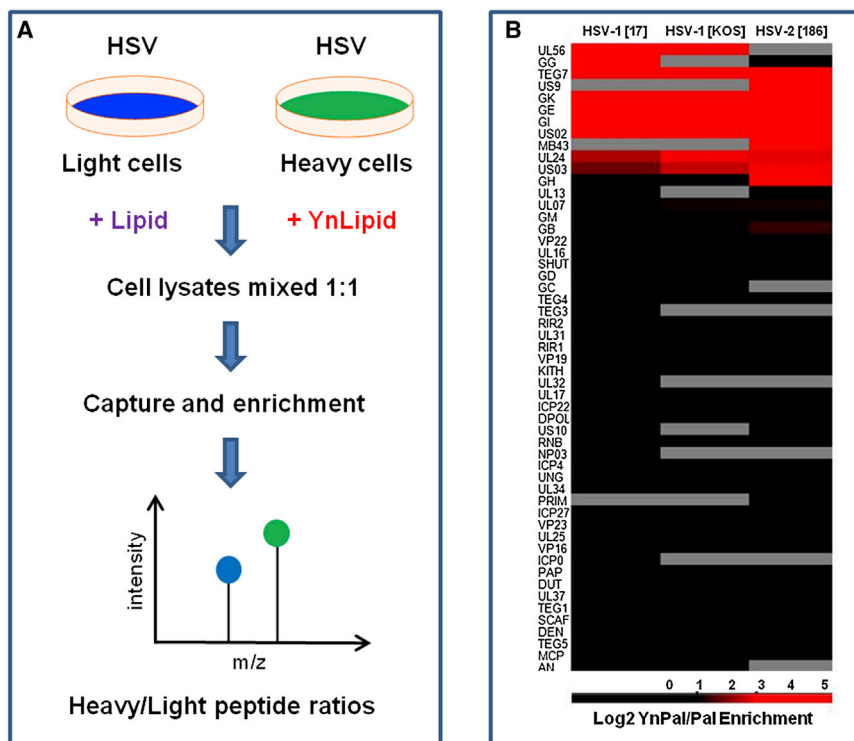 A
HSV HSV
Light cells Heavy cells
+ Lipid + YnLipid
Cell lysates mixed 1:1
Capture and enrichment
intensity
m/z
Heavy/Light peptide ratios
B
HSV-1 [17] HSV-1 [KOS] HSV-2 [186]
UL56
GG
TEG7
US9
GK
GE
GI
US02
MB43
UL24
US03
GH
UL13
UL07
GM
GB
VP22
UL16
SHUT
GD
GC
TEG4
TEG3
RIR2
UL31
RIR1
VP19
KITH
UL32
UL17
ICP22
DPOL
US10
RNB
NP03
ICP4
UNG
UL34
PRIM
ICP27
VP23
UL25
VP16
ICP0
PAP
DUT
UL37
TEG1
SCAF
DEN
TEG5
MCP
AN
0 1 2 3 4 5
Log2 YnPal/Pal Enrichment